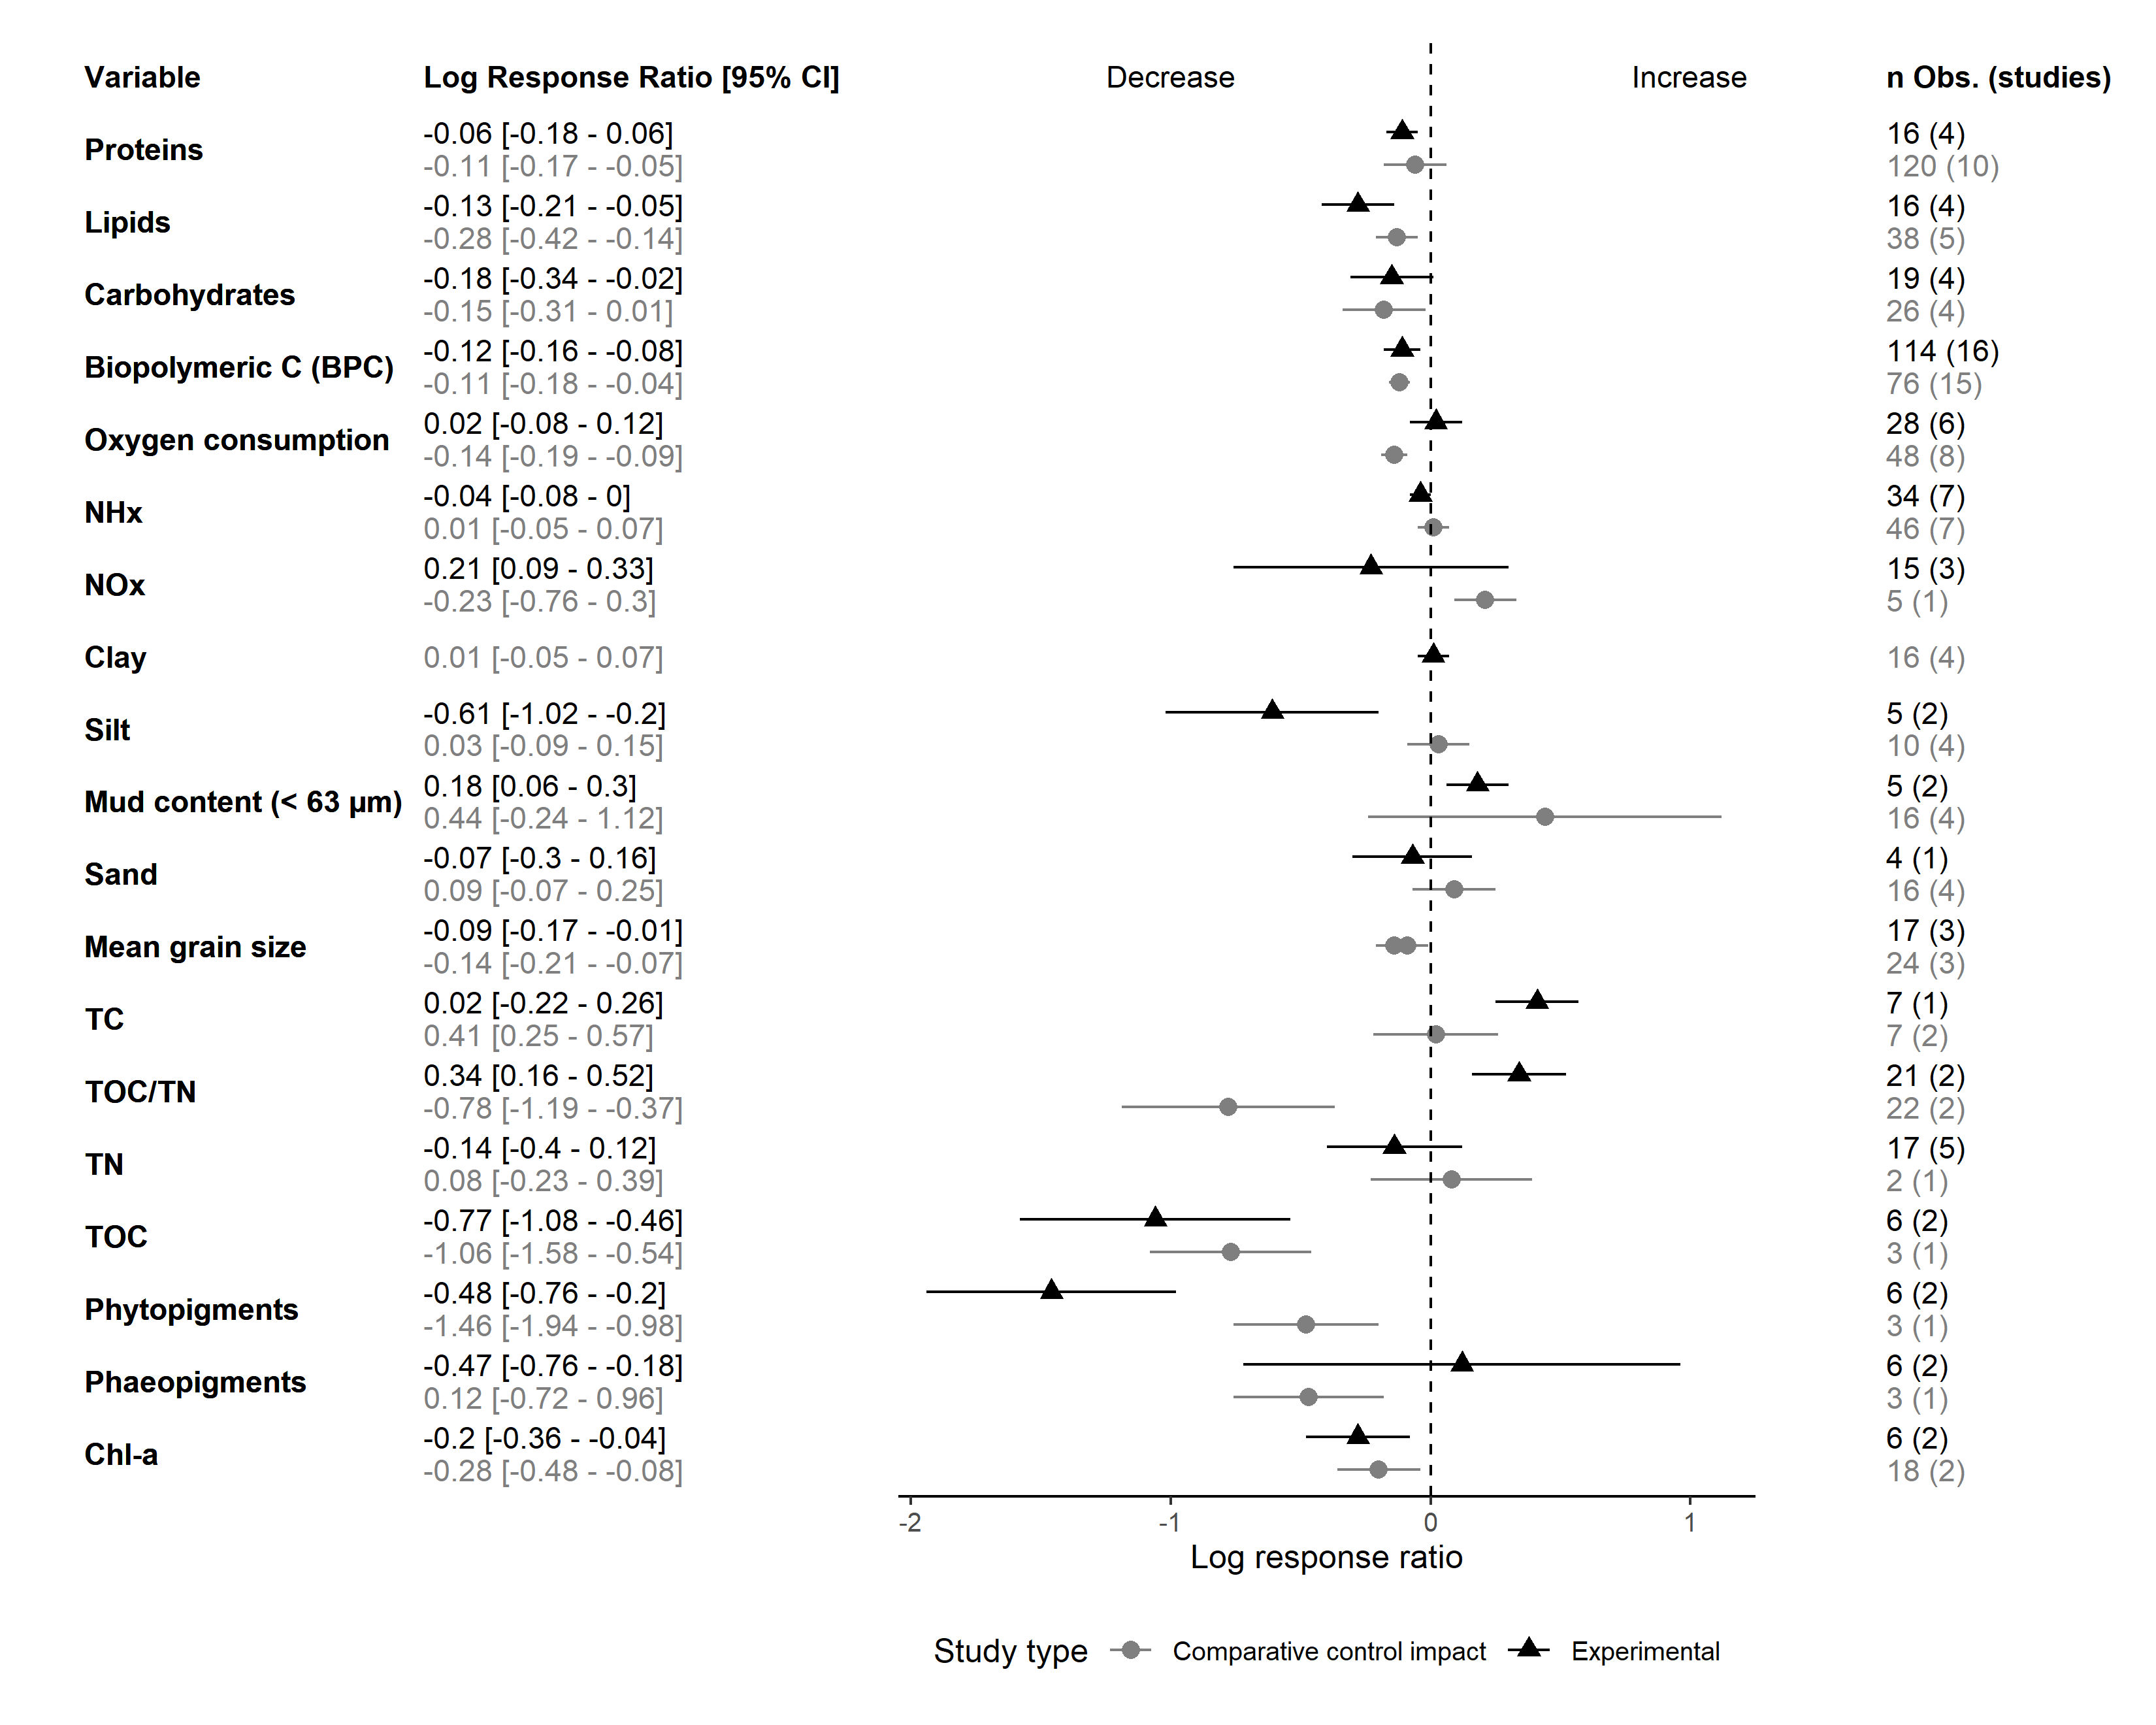 Variable Log Response Ratio [95% CI] Decrease Increase n Obs. (studies)
Proteins
-0.06 [-0.18 - 0.06] 16 (4)
-0.11 [-0.17 - -0.05] 120 (10)
Lipids
-0.13 [-0.21 - -0.05] 16 (4)
-0.28 [-0.42 - -0.14] 38 (5)
Carbohydrates
-0.18 [-0.34 - -0.02] 19 (4)
-0.15 [-0.31 - 0.01] 26 (4)
Biopolymeric C (BPC)
-0.12 [-0.16 - -0.08] 114 (16)
-0.11 [-0.18 - -0.04] 76 (15)
Oxygen consumption
0.02 [-0.08 - 0.12] 28 (6)
-0.14 [-0.19 - -0.09] 48 (8)
NHx
-0.04 [-0.08 - 0] 34 (7)
0.01 [-0.05 - 0.07] 46 (7)
NOx
0.21 [0.09 - 0.33] 15 (3)
-0.23 [-0.76 - 0.3] 5 (1)
Clay 0.01 [-0.05 - 0.07] 16 (4)
Silt
-0.61 [-1.02 - -0.2] 5 (2)
0.03 [-0.09 - 0.15] 10 (4)
Mud content (< 63 µm)
0.18 [0.06 - 0.3] 5 (2)
0.44 [-0.24 - 1.12] 16 (4)
Sand
-0.07 [-0.3 - 0.16] 4 (1)
0.09 [-0.07 - 0.25] 16 (4)
Mean grain size
-0.09 [-0.17 - -0.01] 17 (3)
-0.14 [-0.21 - -0.07] 24 (3)
TC
0.02 [-0.22 - 0.26] 7 (1)
0.41 [0.25 - 0.57] 7 (2)
TOC/TN
0.34 [0.16 - 0.52] 21 (2)
-0.78 [-1.19 - -0.37] 22 (2)
TN
-0.14 [-0.4 - 0.12] 17 (5)
0.08 [-0.23 - 0.39] 2 (1)
TOC
-0.77 [-1.08 - -0.46] 6 (2)
-1.06 [-1.58 - -0.54] 3 (1)
Phytopigments
-0.48 [-0.76 - -0.2] 6 (2)
-1.46 [-1.94 - -0.98] 3 (1)
Phaeopigments
-0.47 [-0.76 - -0.18] 6 (2)
0.12 [-0.72 - 0.96] 3 (1)
Chl-a
-0.2 [-0.36 - -0.04] 6 (2)
-0.28 [-0.48 - -0.08] 18 (2)
-2 -1 0 1
Log response ratio
Study type Comparative control impact Experimental